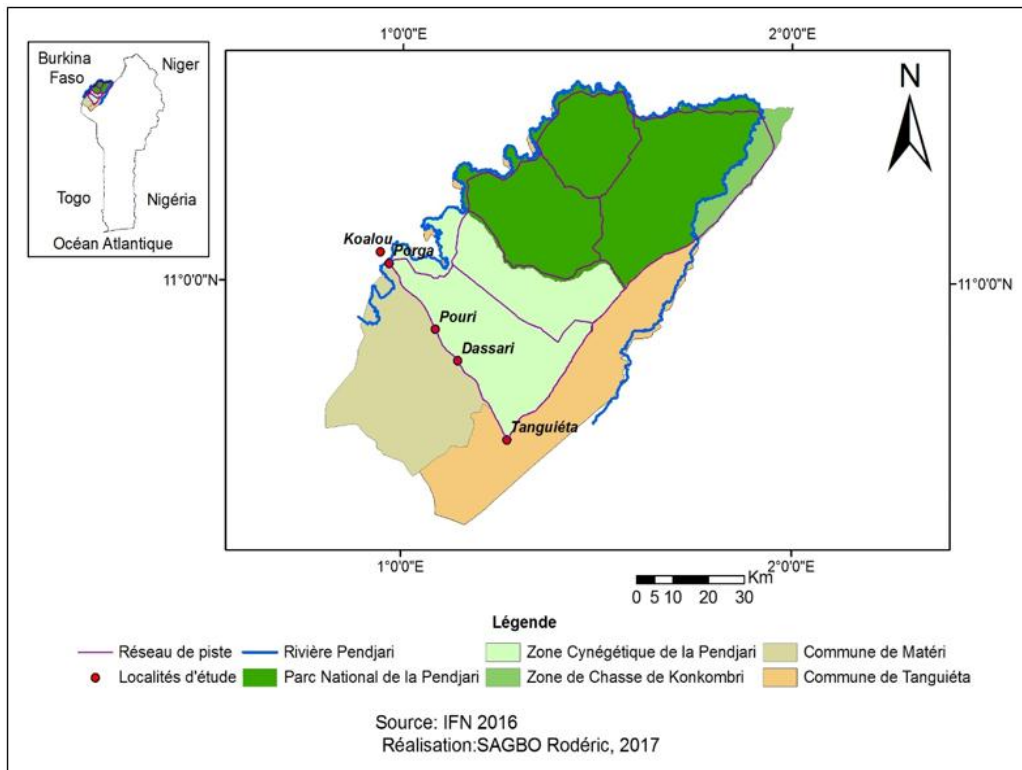 1°0'0"E
2°0'0"E
Burkina
Faso
Niger
Togo
Nigéria
Océan Atlantique
N
Koalou
Porga
11°0'0"N
11°0'0"N
Pouri
Dassari
Tanguiéta
1°0'0"E
2°0'0"E
Km
0 5 10 20 30
Légende
Réseau de piste
Rivière Pendjari
Zone Cynégétique de la Pendjari
Commune de Matéri
Localités d'étude
Parc National de la Pendjari
Zone de Chasse de Konkombri
Commune de Tanguiéta
Source: IFN 2016
Réalisation:SAGBO Rodéric, 2017